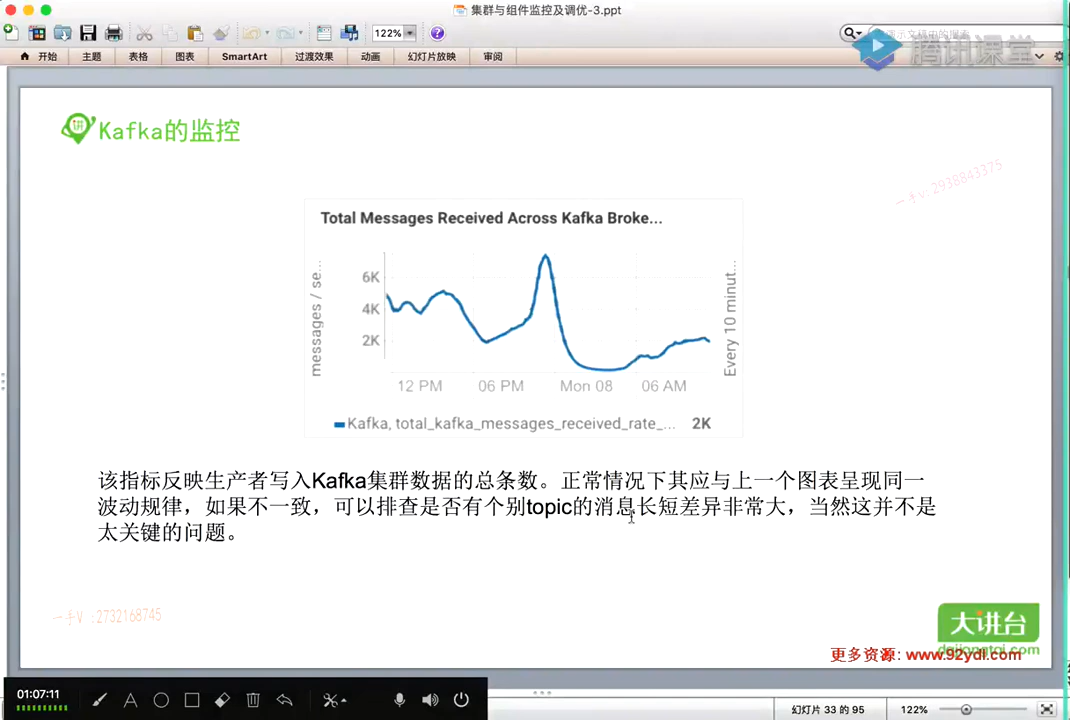 集群与组件监控及调优-3.ppt
122%
腾讯课堂
开始 主题 表格 图表 SmartArt 过渡效果 动画 幻灯片放映 审阅
Kafka的监控
一手v:2938843375
Total Messages Received Across Kafka Broke...
messages / se...
6K
4K
2K
Every 10 minut...
12 PM 06 PM Mon 08 06 AM
Kafka, total_kafka_messages_received_rate_... 2K
该指标反映生产者写入Kafka集群数据的总条数。正常情况下其应与上一个图表呈现同一
波动规律，如果不一致，可以排查是否有个别topic的消息长短差异非常大，当然这并不是
太关键的问题。
一手V :2732168745
大讲台
更多资源: www.92ydl.com
01:07:11
幻灯片 33 的 95 122%